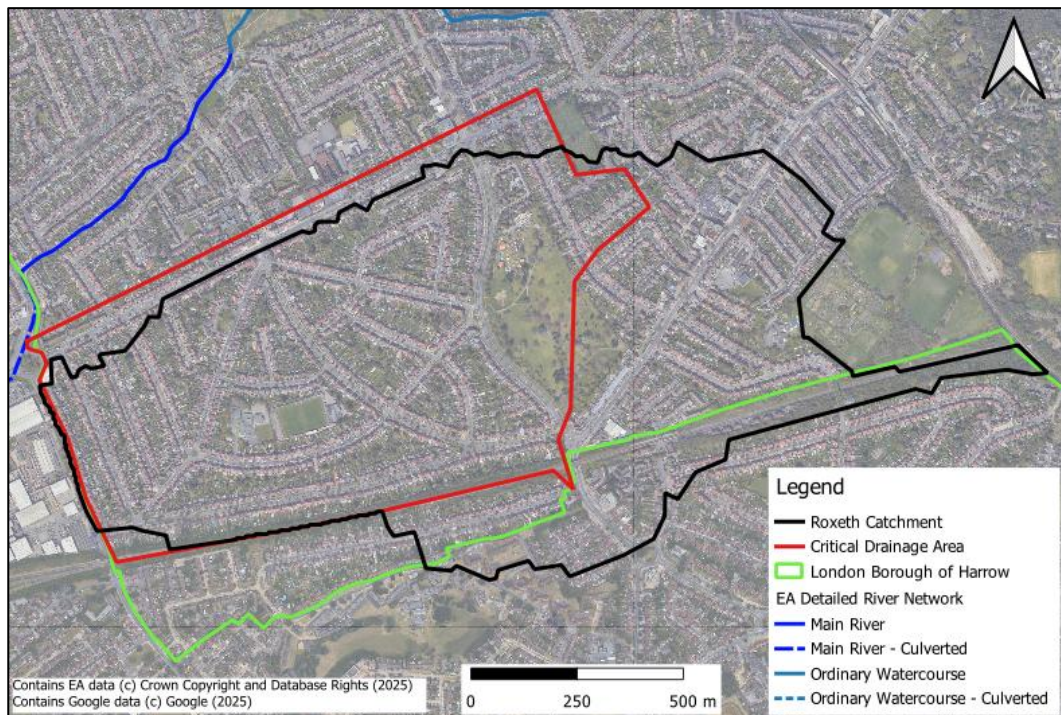 Legend
Roxeth Catchment
Critical Drainage Area
London Borough of Harrow
EA Detailed River Network
Main River
Main River - Culverted
Ordinary Watercourse
Ordinary Watercourse - Culverted
Contains EA data (c) Crown Copyright and Database Rights (2025)
Contains Google data (c) Google (2025)
0 250 500 m